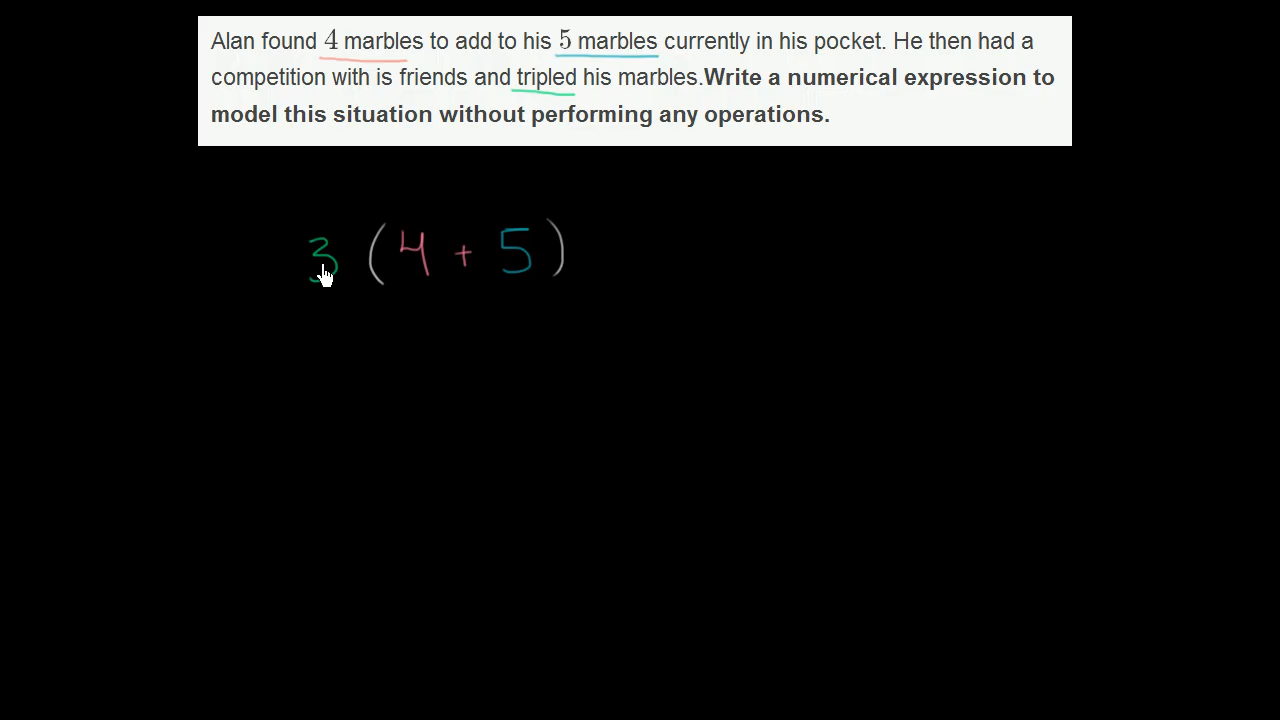 Alan found 4 marbles to add to his 5 marbles currently in his pocket. He then had a
competition with is friends and tripled his marbles.Write a numerical expression to
model this situation without performing any operations.
3 (4 + 5)